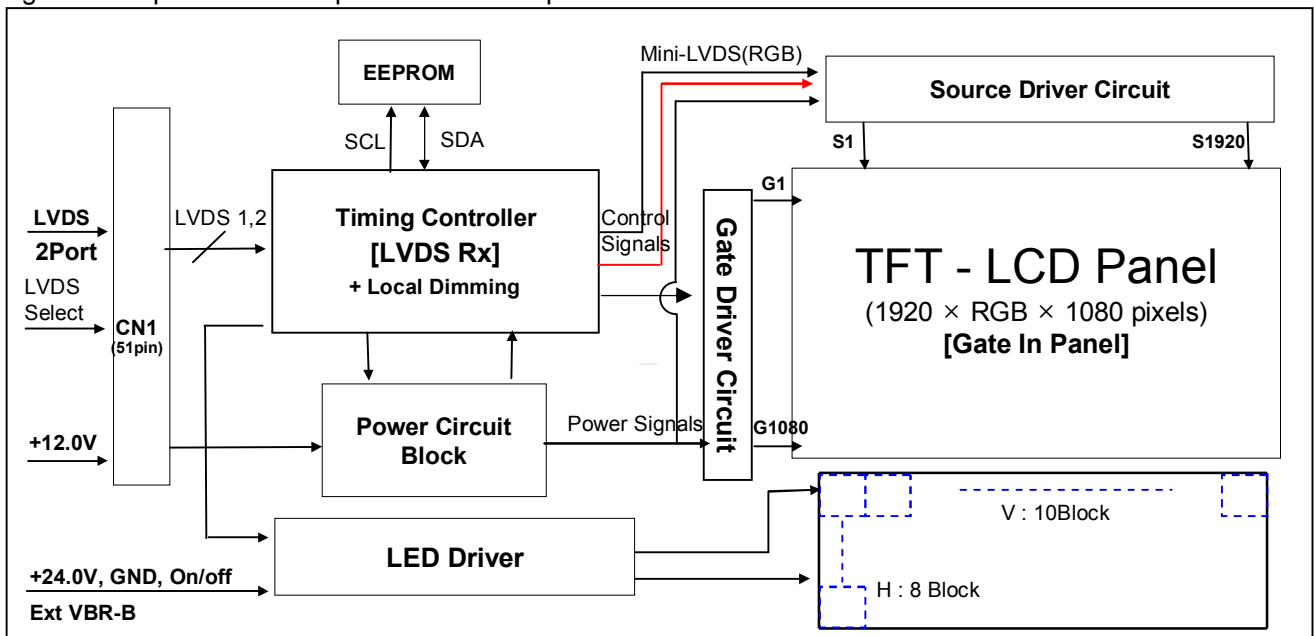 EEPROM
SCL
SDA
Mini-LVDS(RGB)
Source Driver Circuit
S1
S1920
LVDS
2Port
LVDS
Select
CN1
(51pin)
+12.0V
LVDS 1,2
Timing Controller
[LVDS Rx]
+ Local Dimming
Control
Signals
Gate Driver Circuit
G1
G1080
TFT - LCD Panel
(1920 × RGB × 1080 pixels)
[Gate In Panel]
Power Circuit
Block
Power Signals
V : 10Block
H : 8 Block
LED Driver
+24.0V, GND, On/off
Ext VBR-B